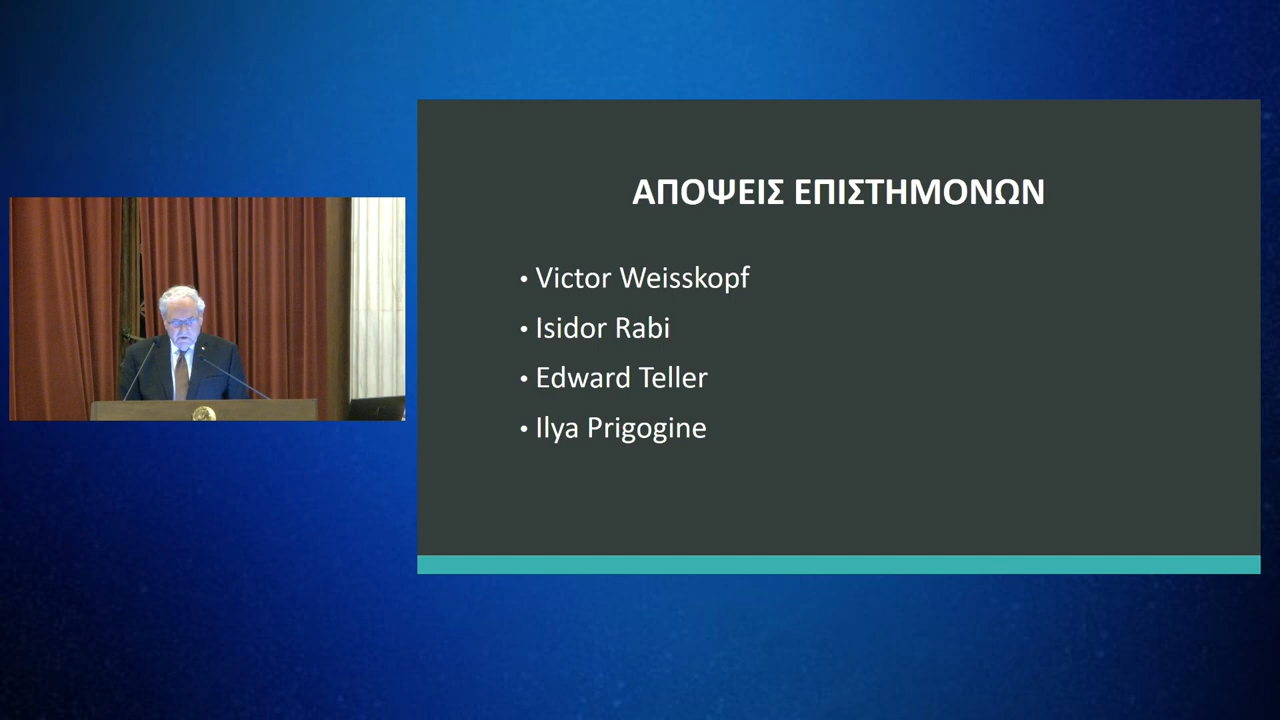 ΑΠΟΨΕΙΣ ΕΠΙΣΤΗΜΟΝΩΝ
• Victor Weisskopf
• Isidor Rabi
• Edward Teller
• Ilya Prigogine